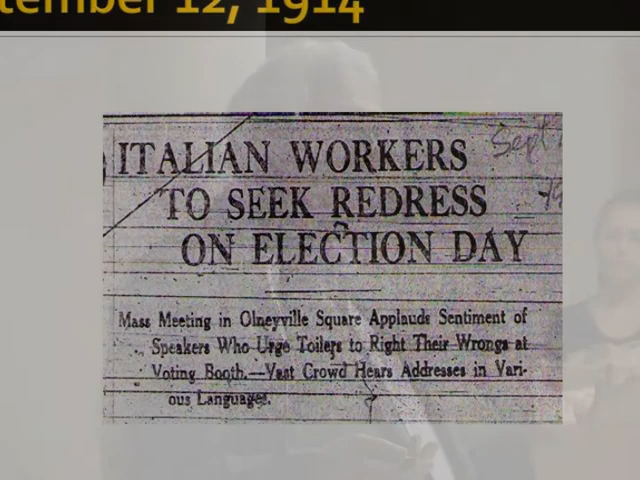 tember 12, 1914
ITALIAN WORKERS
TO SEEK REDRESS
ON ELECTION DAY
Sept
Mass Meeting in Olneyville Square Applauds Sentiment of
Speakers Who Urge Toilers to Right Their Wrongs at
Voting Booth.—Vast Crowd Hears Addresses in Vari-
ous Languages.